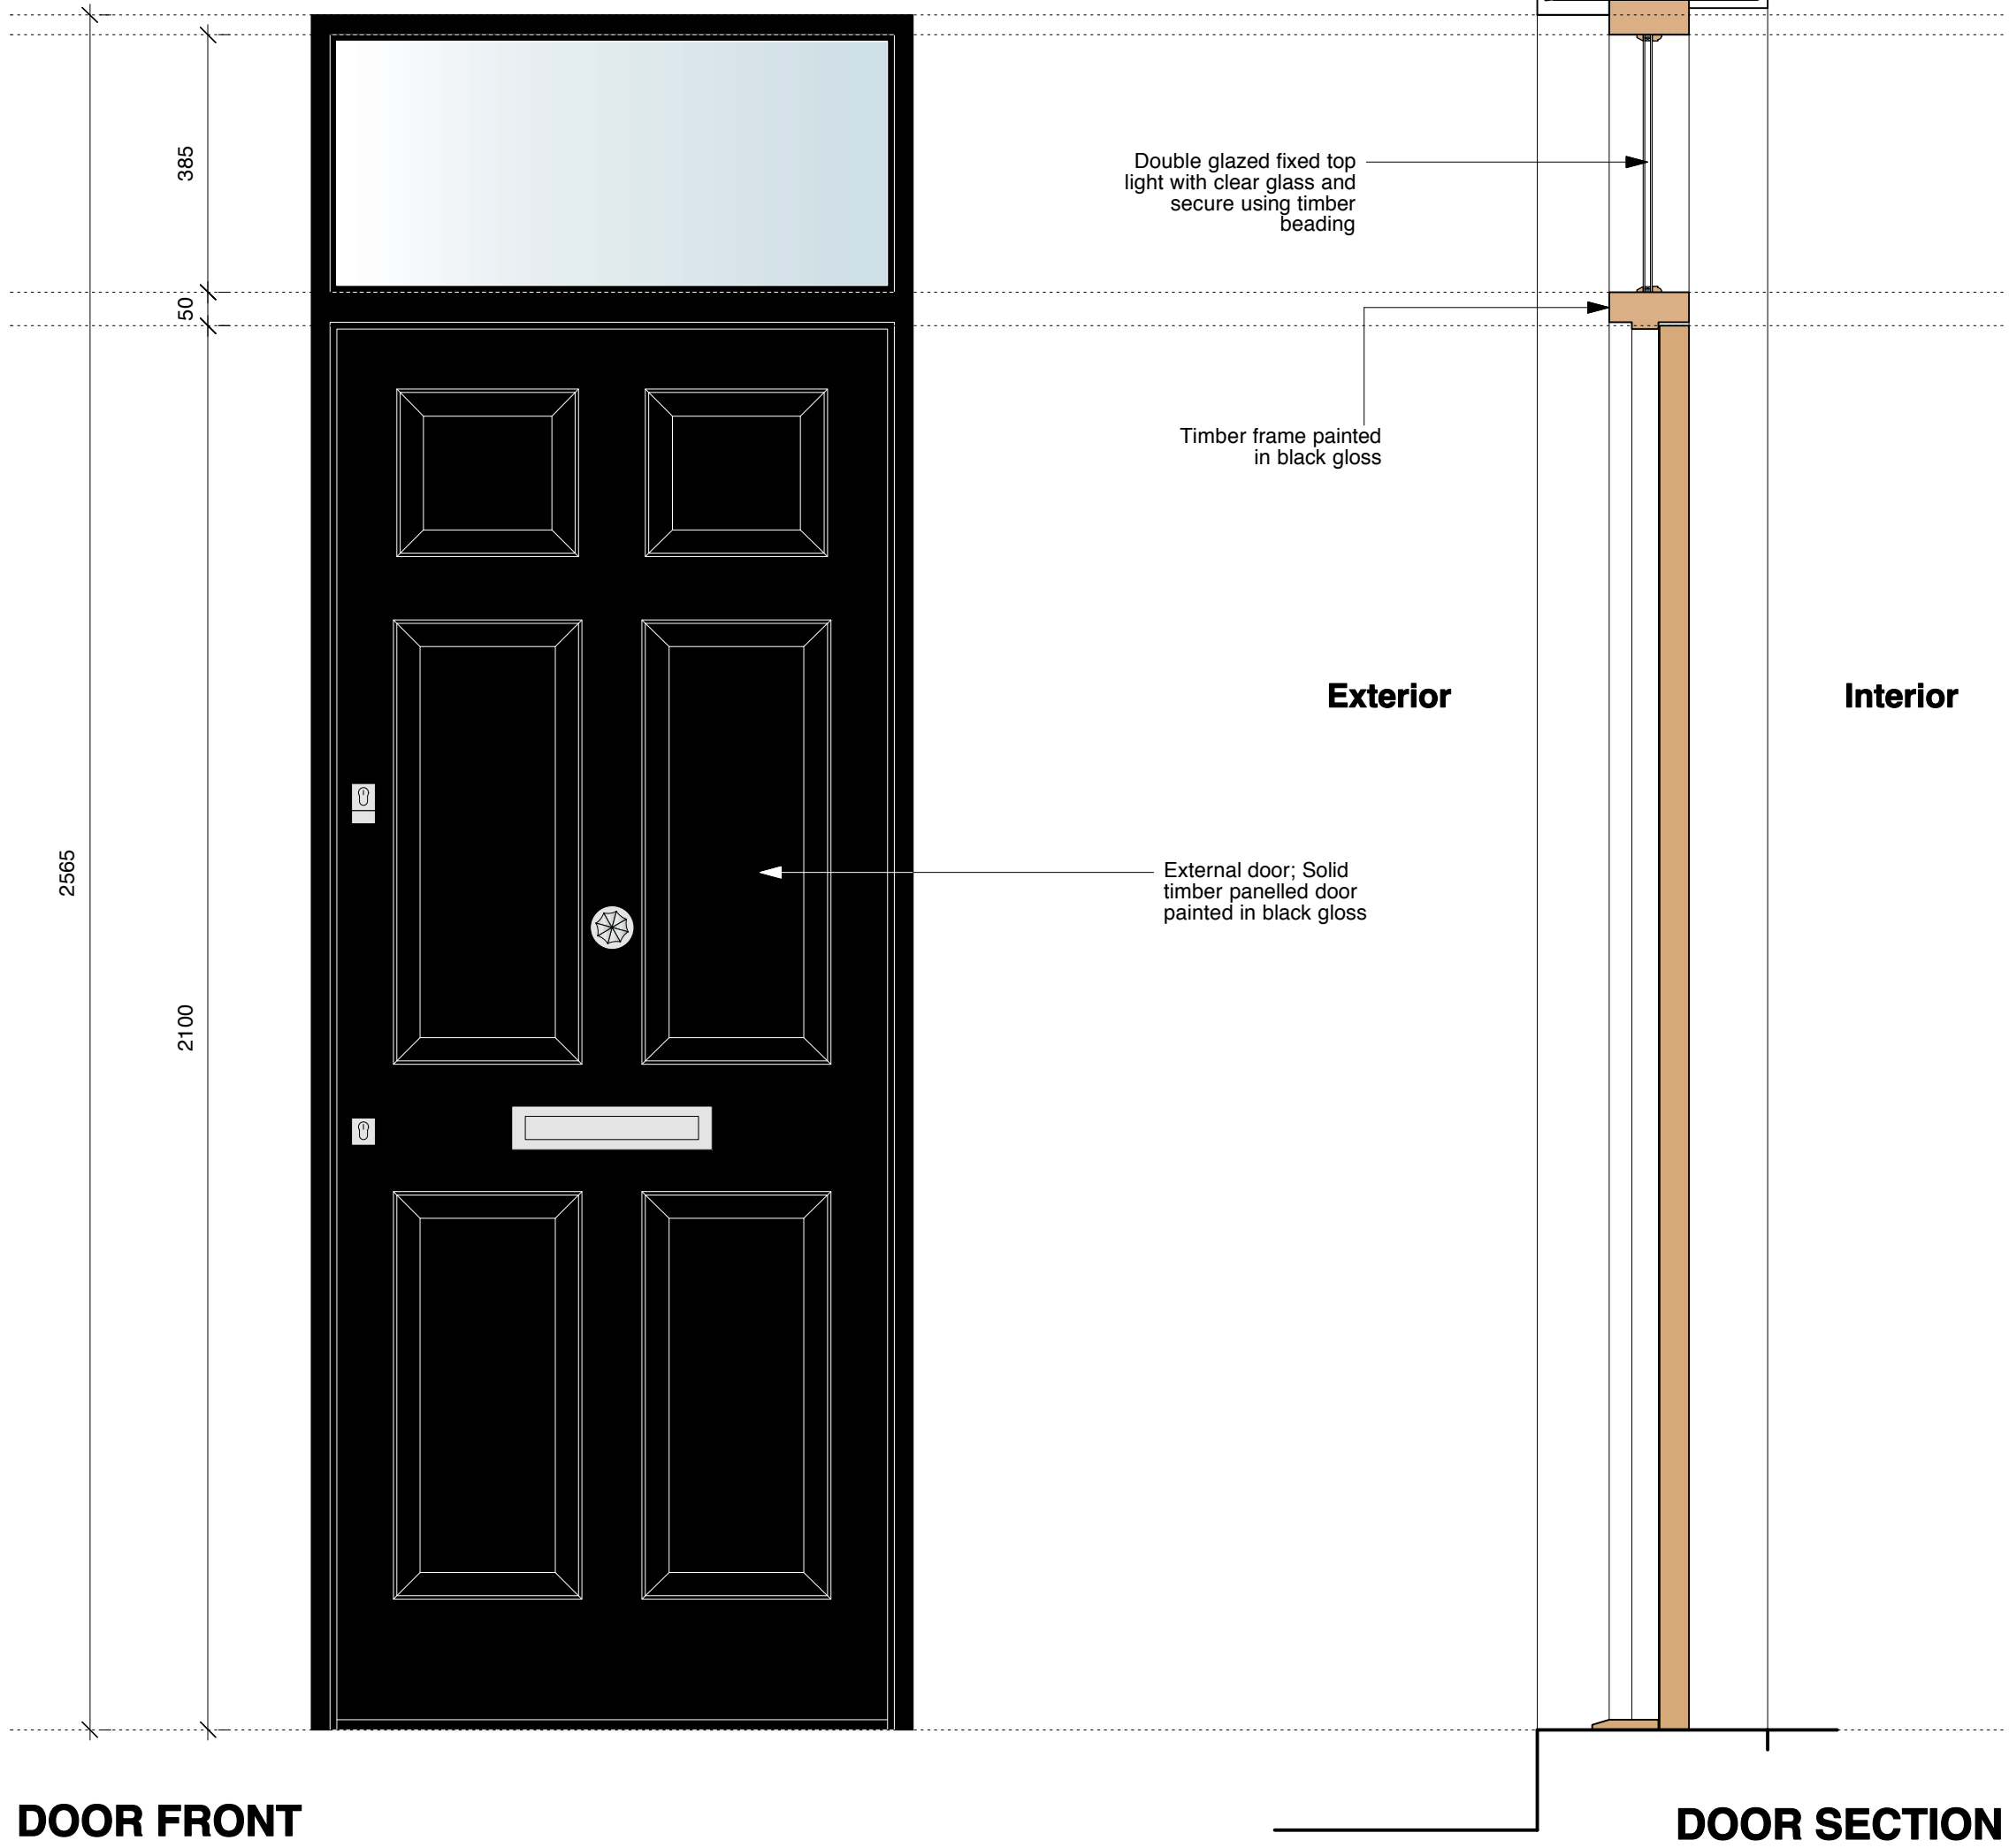 385
50
2565
2100
Double glazed fixed top
light with clear glass and
secure using timber
beading
Timber frame painted
in black gloss
Exterior
Interior
External door; Solid
timber panelled door
painted in black gloss
DOOR FRONT
DOOR SECTION